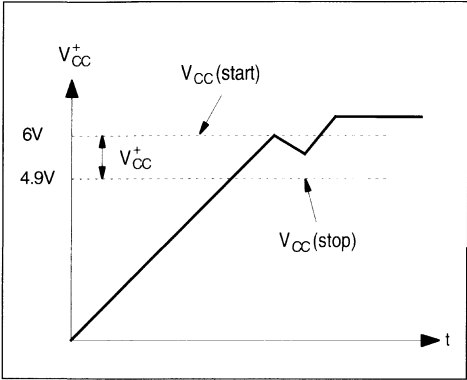 V+CC
VCC(start)
6V
V+CC
4.9V
VCC(stop)
t